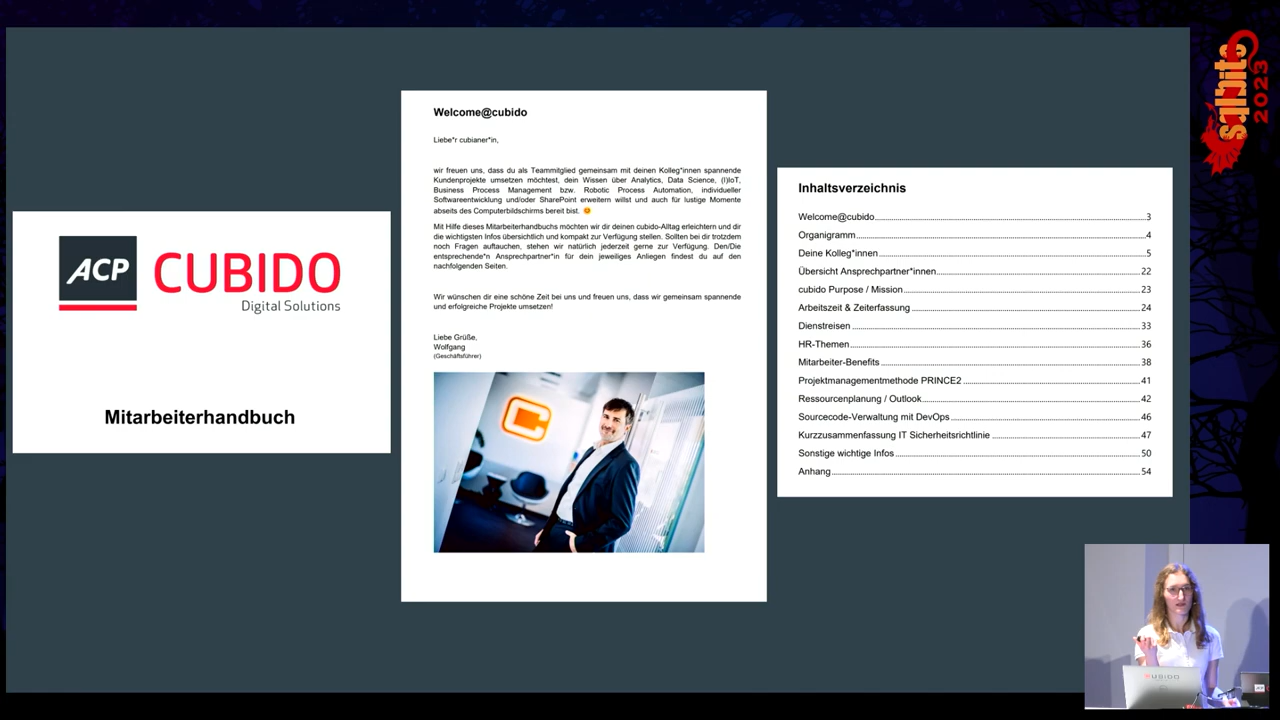 ACP
CUBIDO
Digital Solutions
Mitarbeiterhandbuch
Welcome@cubido
Liebe*r cubianer*in,
wir freuen uns, dass du als Teammitglied gemeinsam mit deinen Kolleg*innen spannende
Kundenprojekte umsetzen möchtest, dein Wissen über Analytics, Data Science, (I)IoT,
Business Process Management bzw. Robotic Process Automation, individueller
Softwareentwicklung und/oder SharePoint erweitern willst und auch für lustige Momente
abseits des Computerbildschirms bereit bist. 😊
Mit Hilfe dieses Mitarbeiterhandbuchs möchten wir dir deinen cubido-Alltag erleichtern und dir
die wichtigsten Infos übersichtlich und kompakt zur Verfügung stellen. Sollten bei dir trotzdem
noch Fragen auftauchen, stehen wir natürlich jederzeit gerne zur Verfügung. Den/Die
entsprechende*n Ansprechpartner*in für dein jeweiliges Anliegen findest du auf den
nachfolgenden Seiten.
Wir wünschen dir eine schöne Zeit bei uns und freuen uns, dass wir gemeinsam spannende
und erfolgreiche Projekte umsetzen!
Liebe Grüße,
Wolfgang
(Geschäftsführer)
Inhaltsverzeichnis
Welcome@cubido 3
Organigramm 4
Deine Kolleg*innen 5
Übersicht Ansprechpartner*innen 22
cubido Purpose / Mission 23
Arbeitszeit & Zeiterfassung 24
Dienstreisen 33
HR-Themen 36
Mitarbeiter-Benefits 38
Projektmanagementmethode PRINCE2 41
Ressourcenplanung / Outlook 42
Sourcecode-Verwaltung mit DevOps 46
Kurzzusammenfassung IT Sicherheitsrichtlinie 47
Sonstige wichtige Infos 50
Anhang 54
sqlbits
2023
CUBIDO
ACP